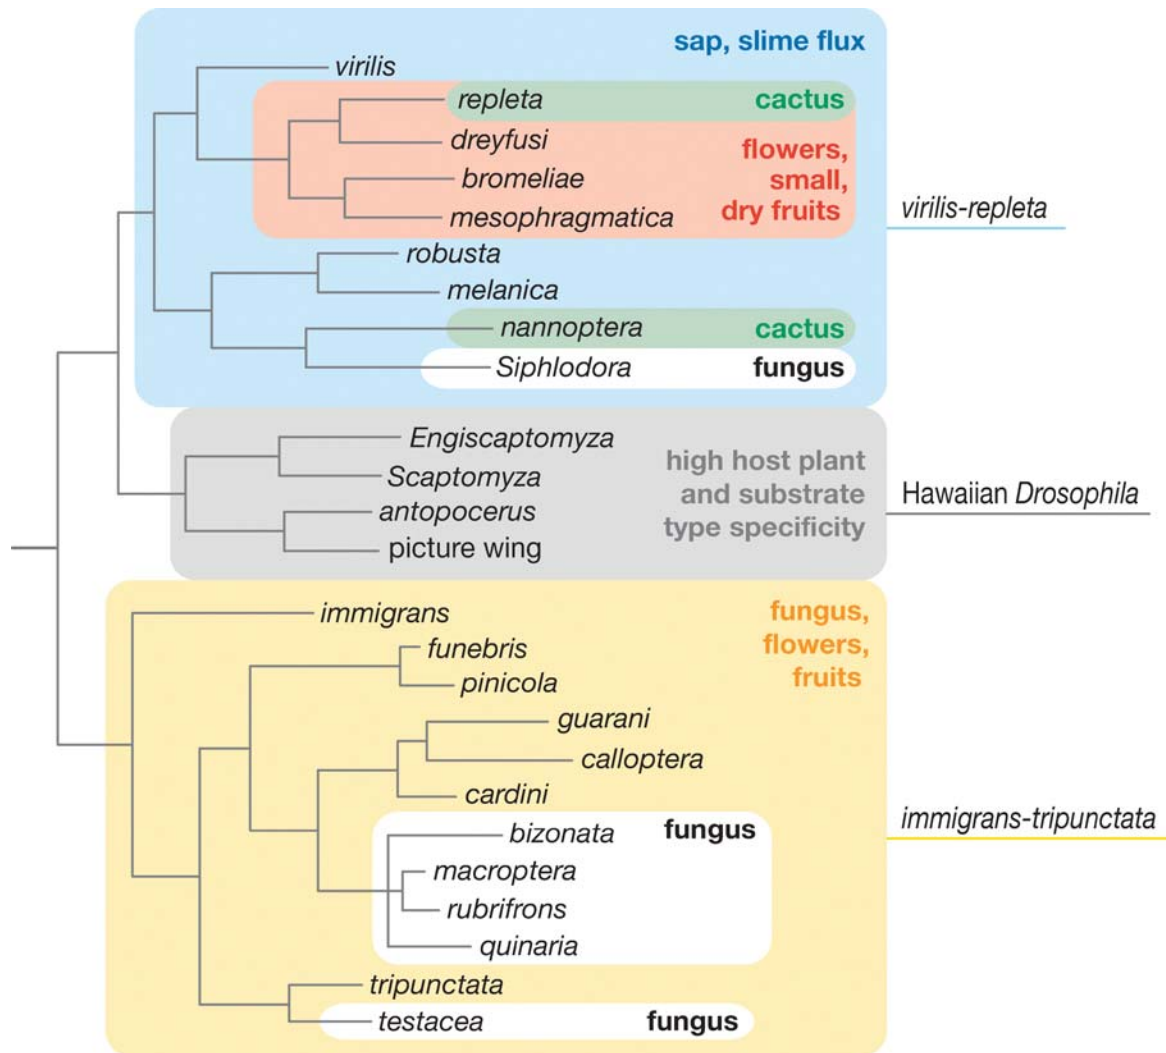 sap, slime flux
virilis
repleta
cactus
dreyfusi
flowers,
small,
dry fruits
bromeliae
mesophragmatica
virilis-repleta
robusta
melanica
nannoptera
cactus
Siphlodora
fungus
Engiscaptomyza
Scaptomyza
antopocerus
picture wing
high host plant
and substrate
type specificity
Hawaiian Drosophila
immigrans
fungus,
flowers,
fruits
funebris
pinicola
guarani
calloptera
cardini
bizonata
fungus
macroptera
rubrifrons
quinaria
immigrans-tripunctata
tripunctata
testacea
fungus